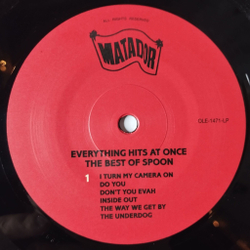 ALL RIGHTS RESERVED
MATADOR
OLE-1471-LP
EVERYTHING HITS AT ONCE
THE BEST OF SPOON
1
I TURN MY CAMERA ON
DO YOU
DON'T YOU EVAH
INSIDE OUT
THE WAY WE GET BY
THE UNDERDOG